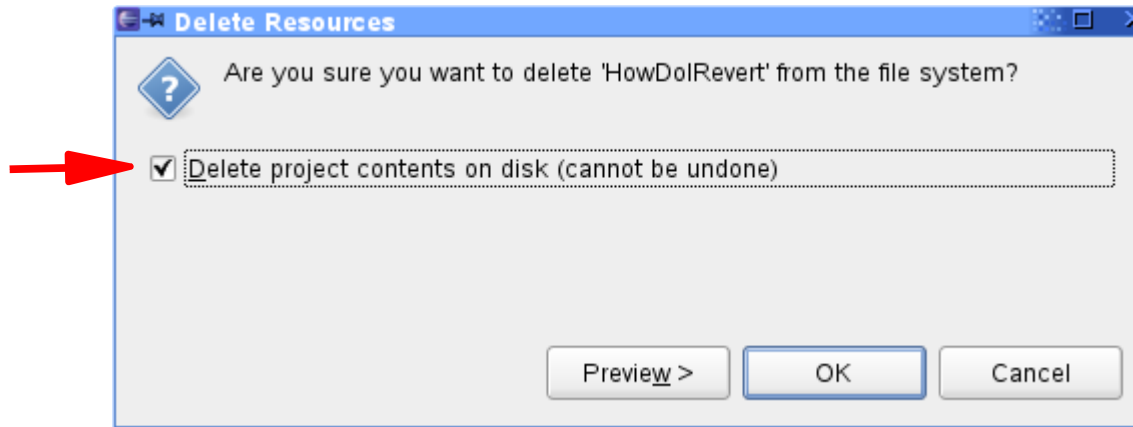 Delete Resources
Are you sure you want to delete 'HowDoIRevert' from the file system?
Delete project contents on disk (cannot be undone)
Preview >
OK
Cancel